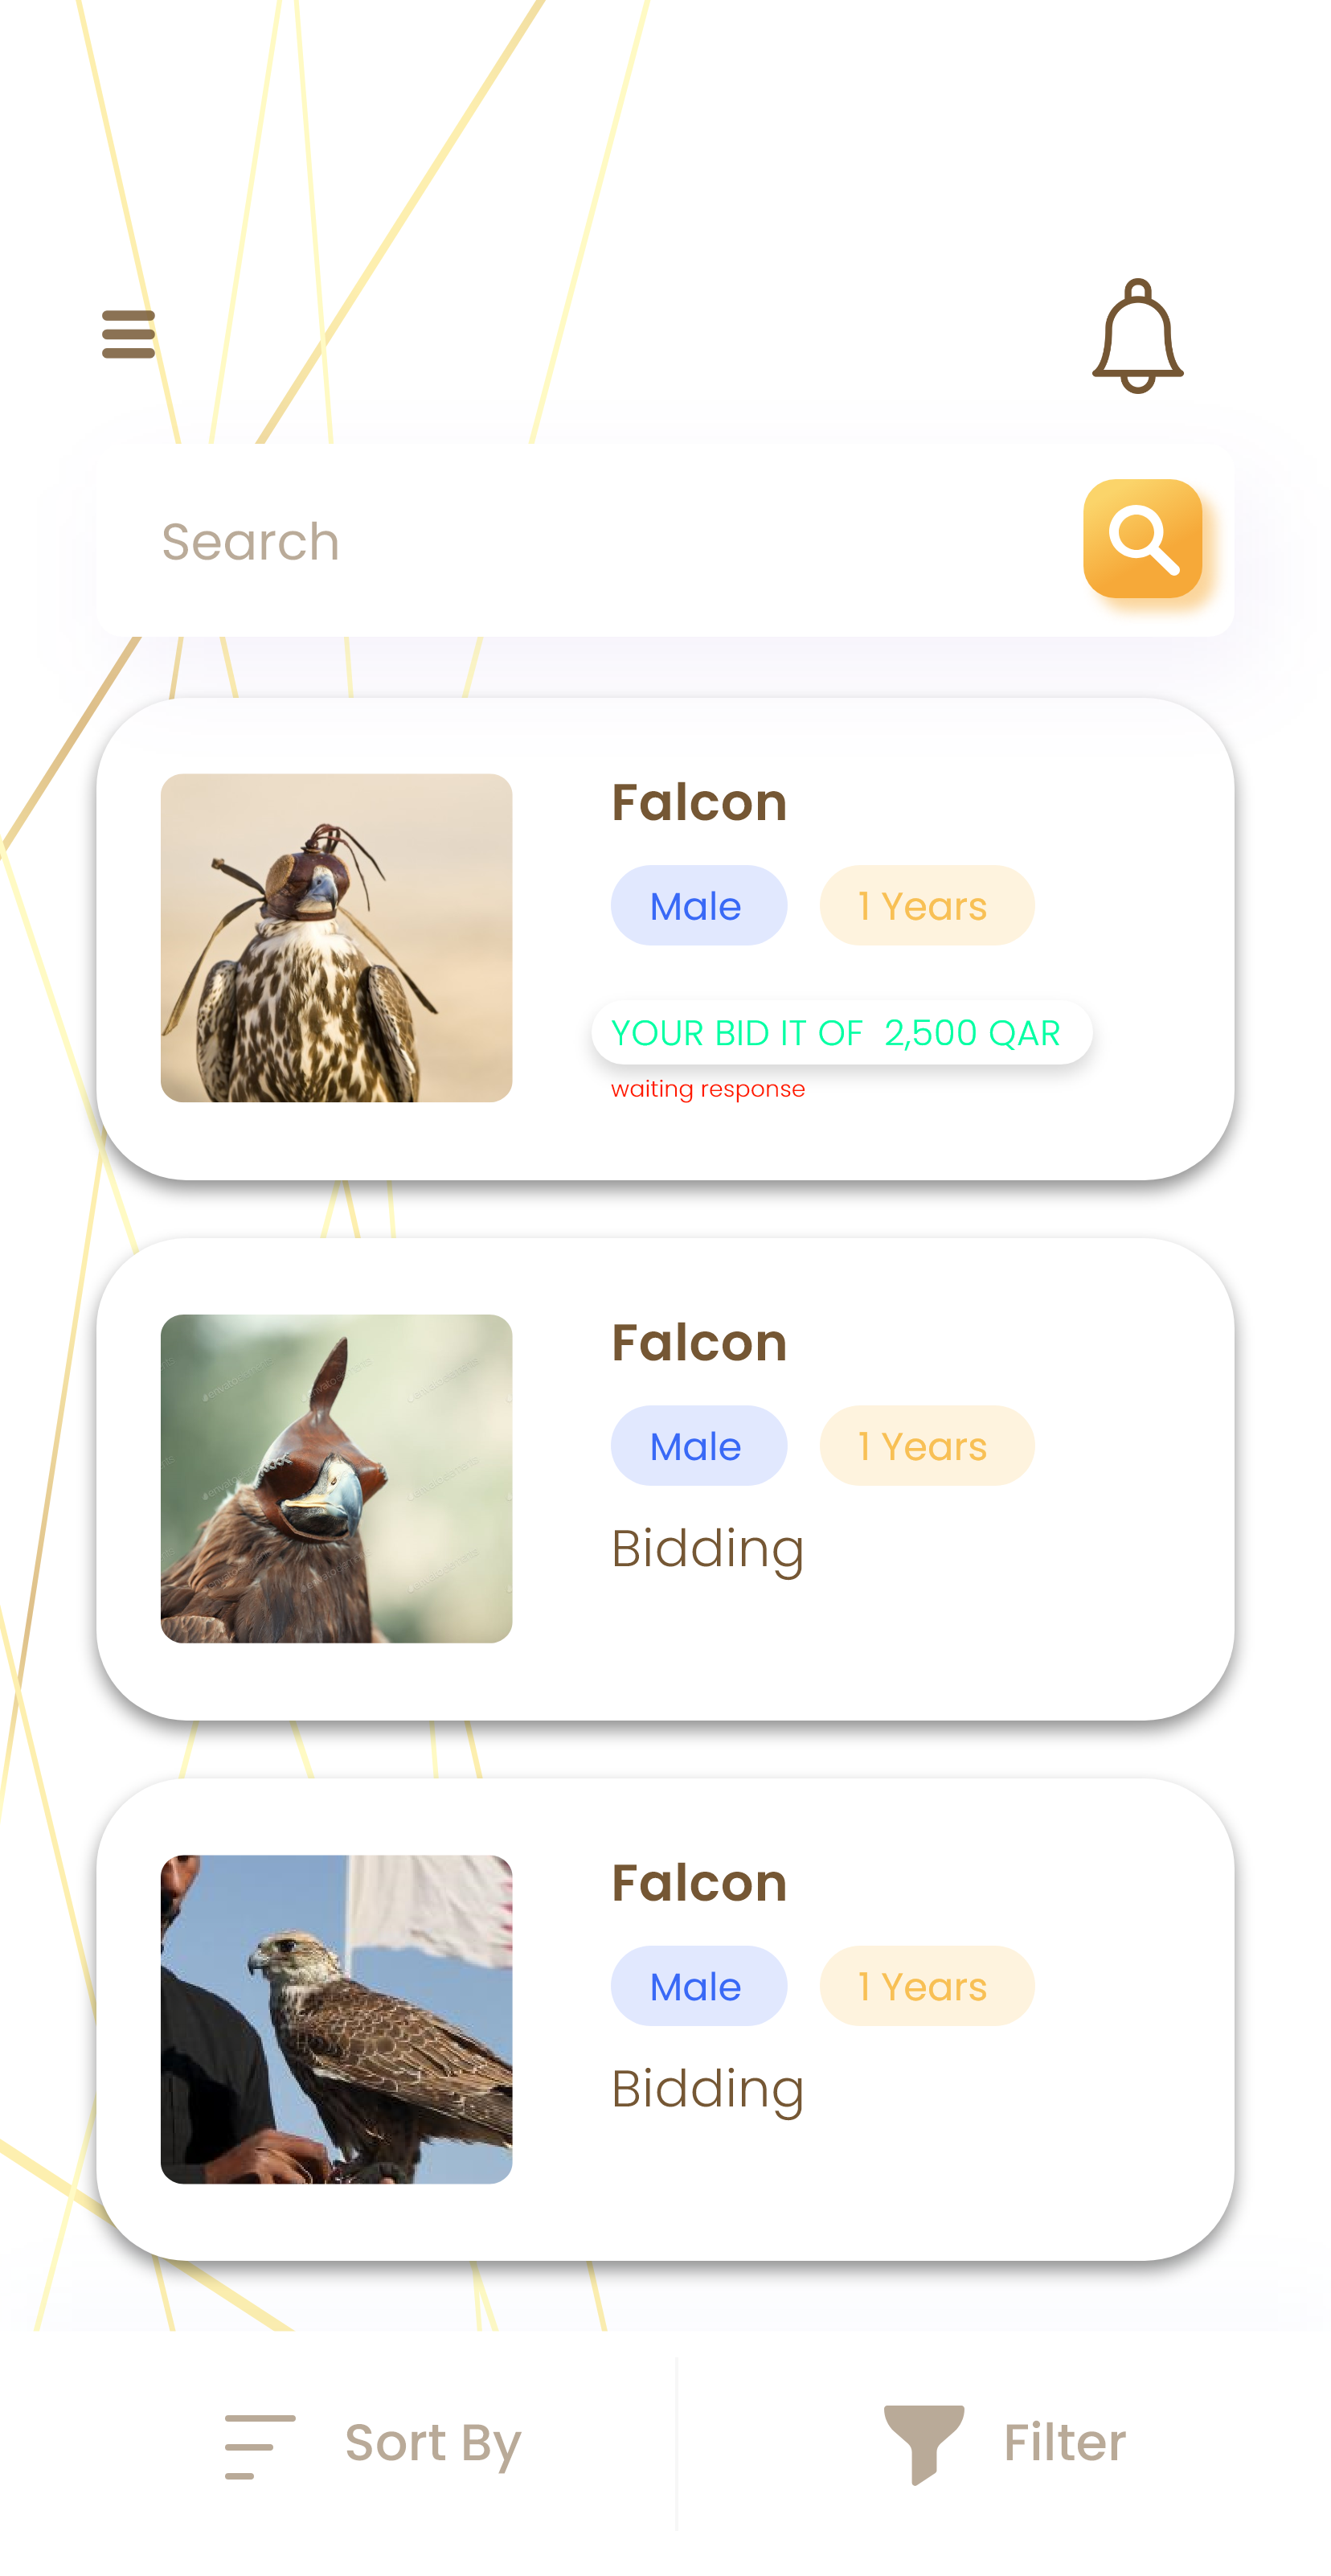 Search
Falcon
Male 1 Years
YOUR BID IT OF 2,500 QAR
waiting response
Falcon
Male 1 Years
Bidding
Falcon
Male 1 Years
Bidding
Sort By Filter